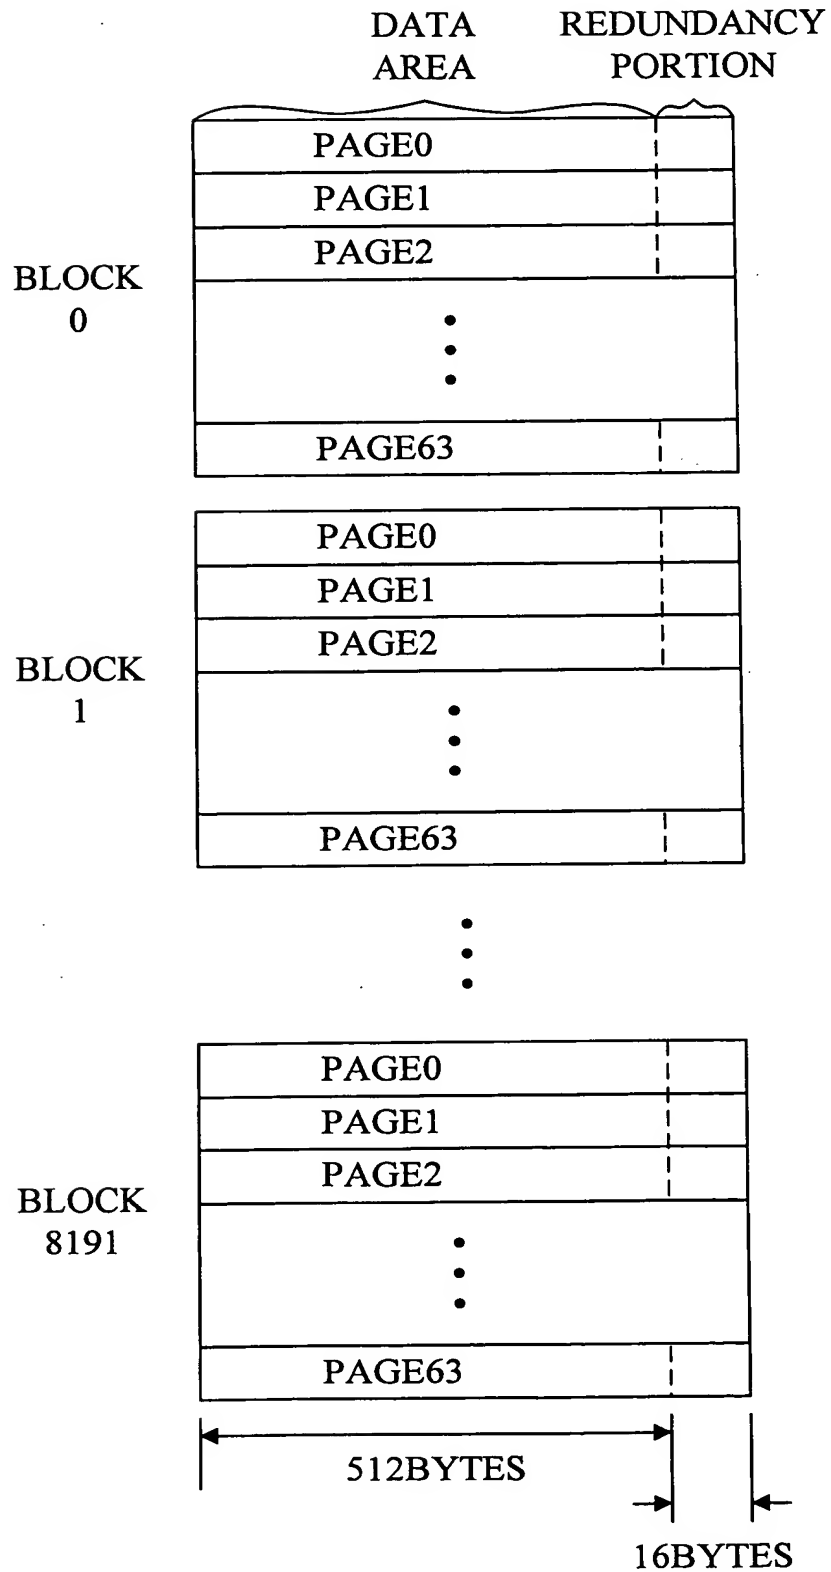 DATA AREA
REDUNDANCY PORTION
BLOCK 0
PAGE0
PAGE1
PAGE2
PAGE63
BLOCK 1
PAGE0
PAGE1
PAGE2
PAGE63
BLOCK 8191
PAGE0
PAGE1
PAGE2
PAGE63
512BYTES
16BYTES